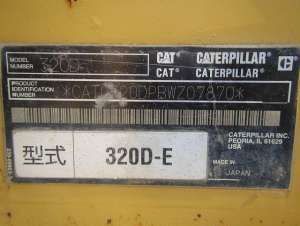 MODEL NUMBER 320D-E CAT CATERPILLAR
CAT® CATERPILLAR®
PRODUCT IDENTIFICATION NUMBER
CATERPILLAR INC.
PEORIA, IL 61629
USA
型式 320D-E
MADE IN
JAPAN